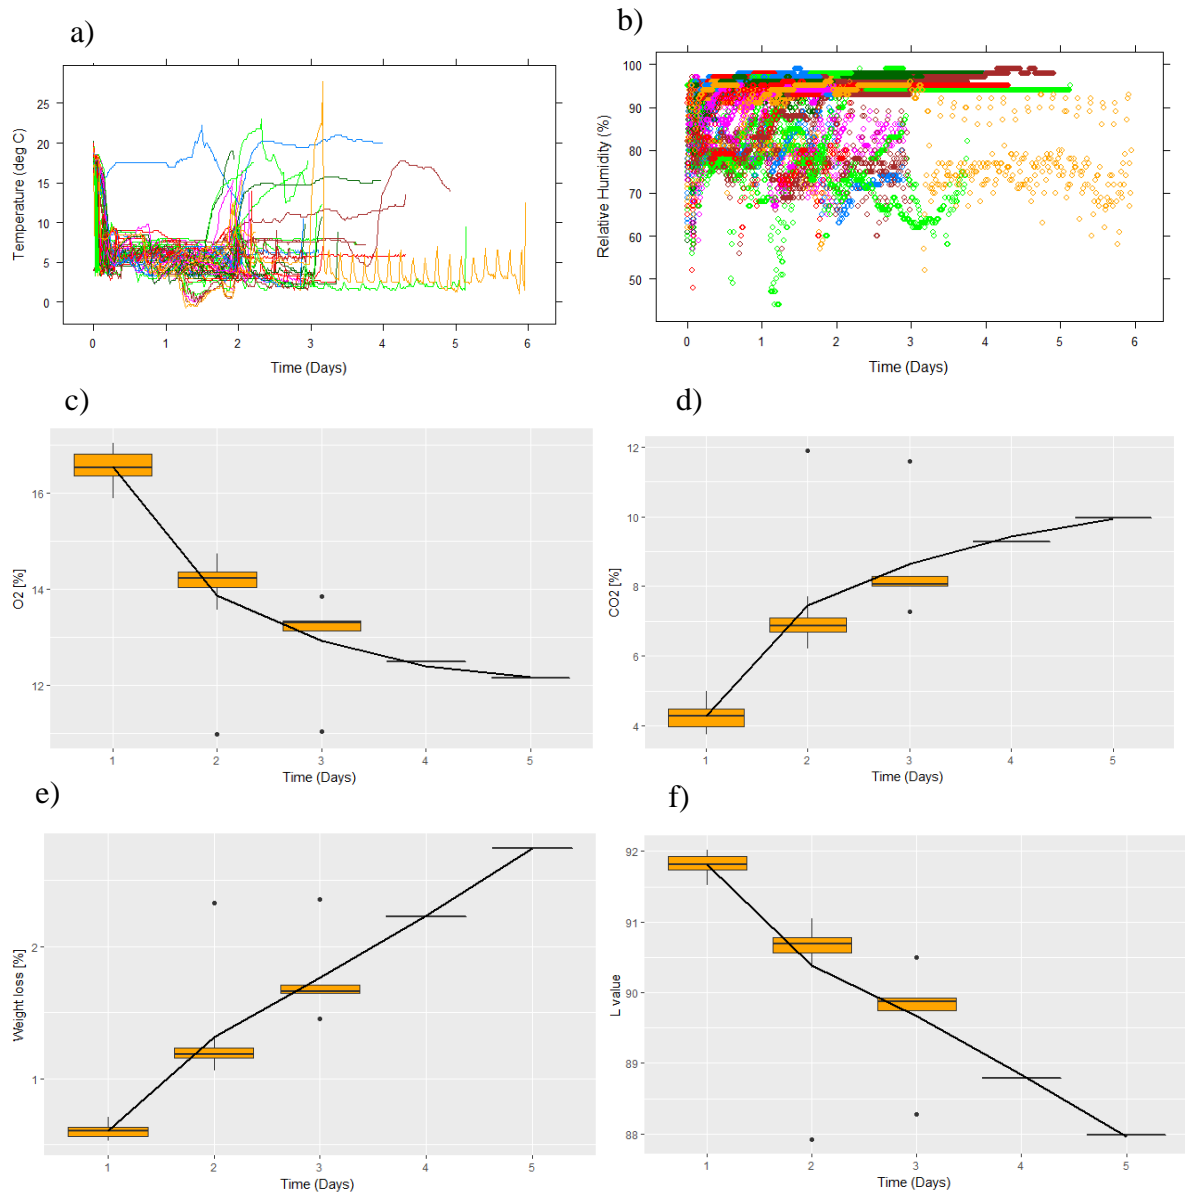 a)
Temperature (deg C)
25
20
15
10
5
0
0 1 2 3 4 5 6
Time (Days)
b)
Relative Humidity (%)
100
90
80
70
60
50
0 1 2 3 4 5 6
Time (Days)
c)
O2 [%]
16
14
12
1 2 3 4 5
Time (Days)
d)
CO2 [%]
12
10
8
6
4
1 2 3 4 5
Time (Days)
e)
Weight loss [%]
2
1
1 2 3 4 5
Time (Days)
f)
L value
92
91
90
89
88
1 2 3 4 5
Time (Days)